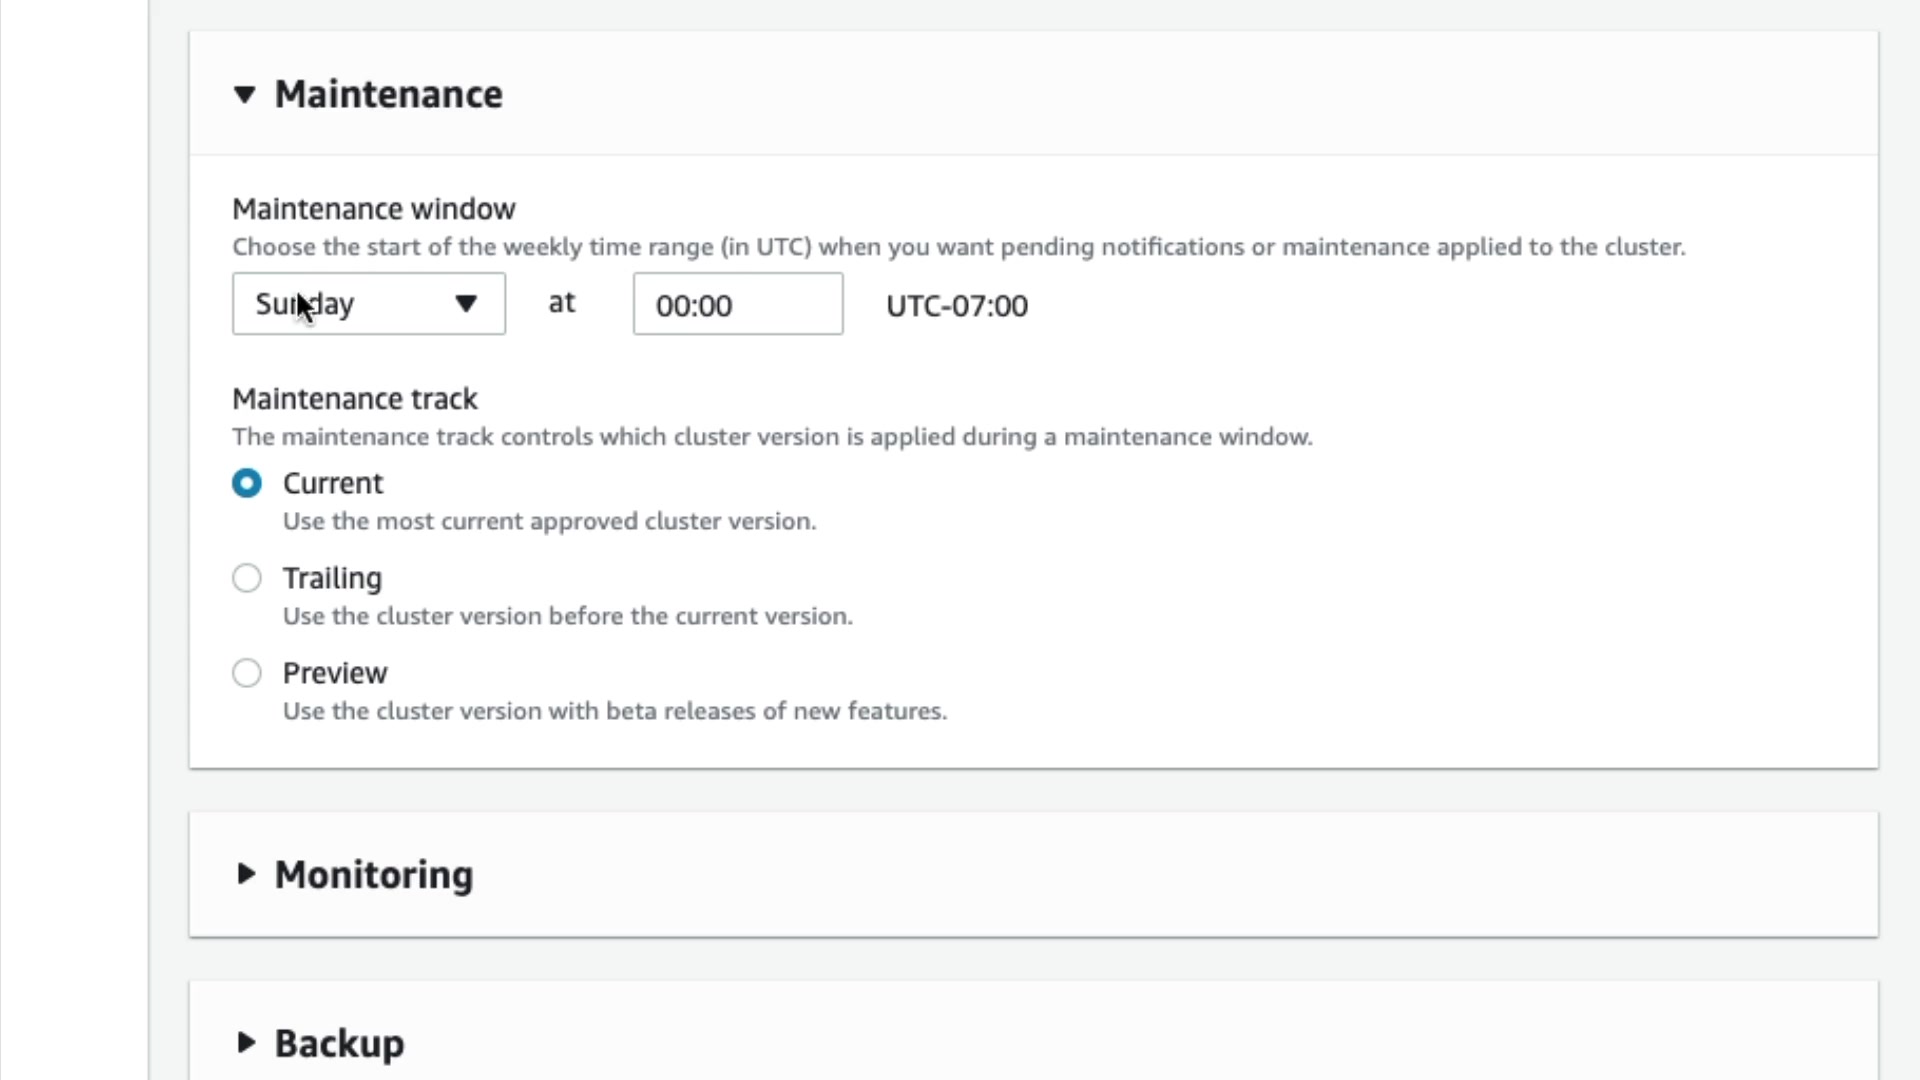 Maintenance
Maintenance window
Choose the start of the weekly time range (in UTC) when you want pending notifications or maintenance applied to the cluster.
Sunday at 00:00 UTC-07:00
Maintenance track
The maintenance track controls which cluster version is applied during a maintenance window.
Current
Use the most current approved cluster version.
Trailing
Use the cluster version before the current version.
Preview
Use the cluster version with beta releases of new features.
Monitoring
Backup